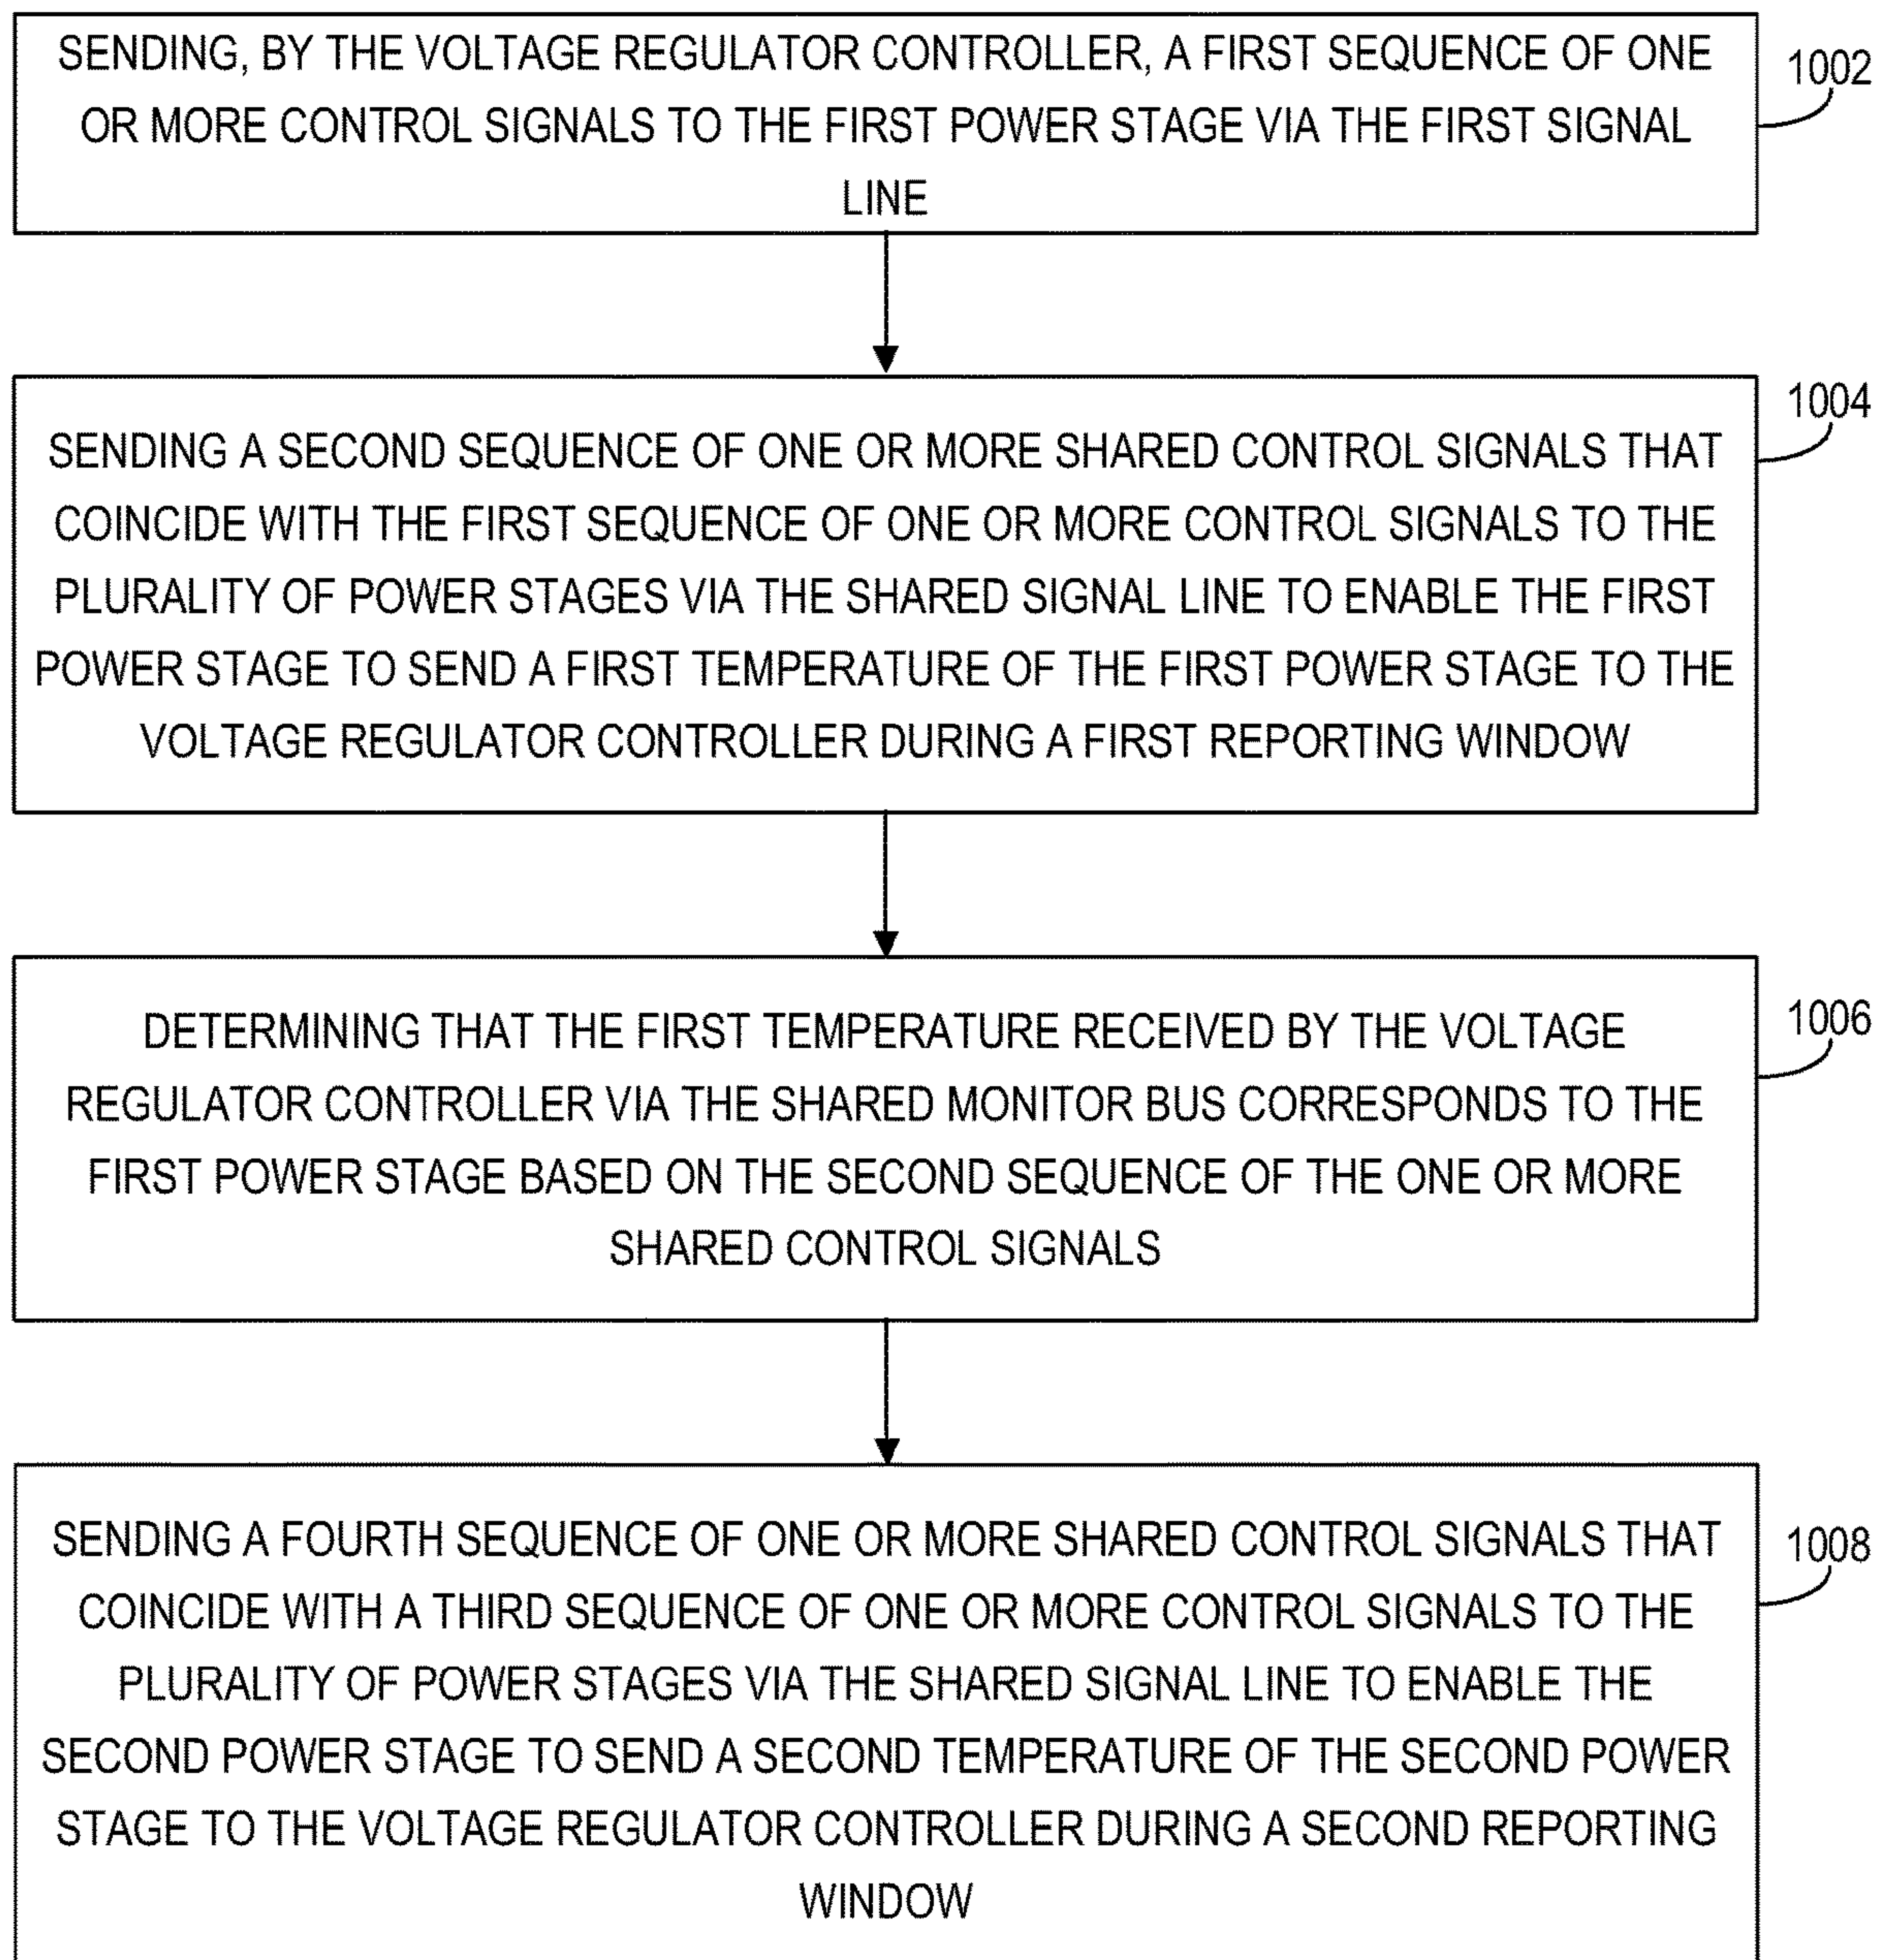 SENDING, BY THE VOLTAGE REGULATOR CONTROLLER, A FIRST SEQUENCE OF ONE
OR MORE CONTROL SIGNALS TO THE FIRST POWER STAGE VIA THE FIRST SIGNAL
LINE
1002
SENDING A SECOND SEQUENCE OF ONE OR MORE SHARED CONTROL SIGNALS THAT
COINCIDE WITH THE FIRST SEQUENCE OF ONE OR MORE CONTROL SIGNALS TO THE
PLURALITY OF POWER STAGES VIA THE SHARED SIGNAL LINE TO ENABLE THE FIRST
POWER STAGE TO SEND A FIRST TEMPERATURE OF THE FIRST POWER STAGE TO THE
VOLTAGE REGULATOR CONTROLLER DURING A FIRST REPORTING WINDOW
1004
DETERMINING THAT THE FIRST TEMPERATURE RECEIVED BY THE VOLTAGE
REGULATOR CONTROLLER VIA THE SHARED MONITOR BUS CORRESPONDS TO THE
FIRST POWER STAGE BASED ON THE SECOND SEQUENCE OF THE ONE OR MORE
SHARED CONTROL SIGNALS
1006
SENDING A FOURTH SEQUENCE OF ONE OR MORE SHARED CONTROL SIGNALS THAT
COINCIDE WITH A THIRD SEQUENCE OF ONE OR MORE CONTROL SIGNALS TO THE
PLURALITY OF POWER STAGES VIA THE SHARED SIGNAL LINE TO ENABLE THE
SECOND POWER STAGE TO SEND A SECOND TEMPERATURE OF THE SECOND POWER
STAGE TO THE VOLTAGE REGULATOR CONTROLLER DURING A SECOND REPORTING
WINDOW
1008